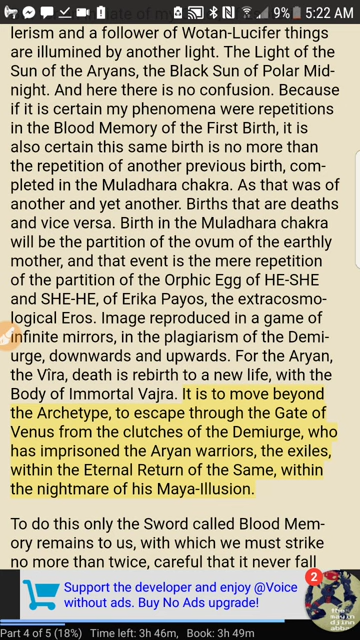 9% 5:22 AM
lerism and a follower of Wotan-Lucifer things
are illumined by another light. The Light of the
Sun of the Aryans, the Black Sun of Polar Mid-
night. And here there is no confusion. Because
if it is certain my phenomena were repetitions
in the Blood Memory of the First Birth, it is
also certain this same birth is no more than
the repetition of another previous birth, com-
pleted in the Muladhara chakra. As that was of
another and yet another. Births that are deaths
and vice versa. Birth in the Muladhara chakra
will be the partition of the ovum of the earthly
mother, and that event is the mere repetition
of the partition of the Orphic Egg of HE-SHE
and SHE-HE, of Erika Payos, the extracosmo-
logical Eros. Image reproduced in a game of
infinite mirrors, in the plagiarism of the Demi-
urge, downwards and upwards. For the Aryan,
the Vîra, death is rebirth to a new life, with the
Body of Immortal Vajra. It is to move beyond
the Archetype, to escape through the Gate of
Venus from the clutches of the Demiurge, who
has imprisoned the Aryan warriors, the exiles,
within the Eternal Return of the Same, within
the nightmare of his Maya-Illusion.
To do this only the Sword called Blood Mem-
ory remains to us, with which we must strike
no more than twice, careful that it never fall
Support the developer and enjoy @Voice
without ads. Buy No Ads upgrade!
2
Part 4 of 5 (18%) Time left: 3h 46m, Book: 3h 49m